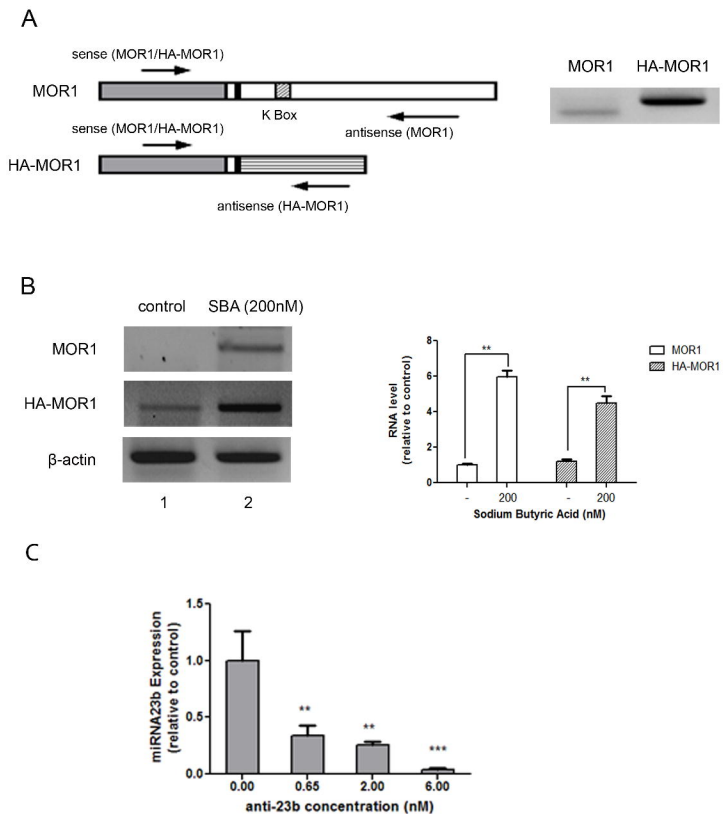 A
sense (MOR1/HA-MOR1)
MOR1
K Box
antisense (MOR1)
sense (MOR1/HA-MOR1)
HA-MOR1
antisense (HA-MOR1)
MOR1 HA-MOR1
B
control SBA (200nM)
MOR1
HA-MOR1
β-actin
1 2
RNA level
(relative to control)
8
6
4
2
0
**
**
- 200 - 200
Sodium Butyric Acid (nM)
MOR1
HA-MOR1
C
miRNA23b Expression
(relative to control)
1.5
1.0
0.5
0.0
**
**
***
0.00 0.65 2.00 6.00
anti-23b concentration (nM)